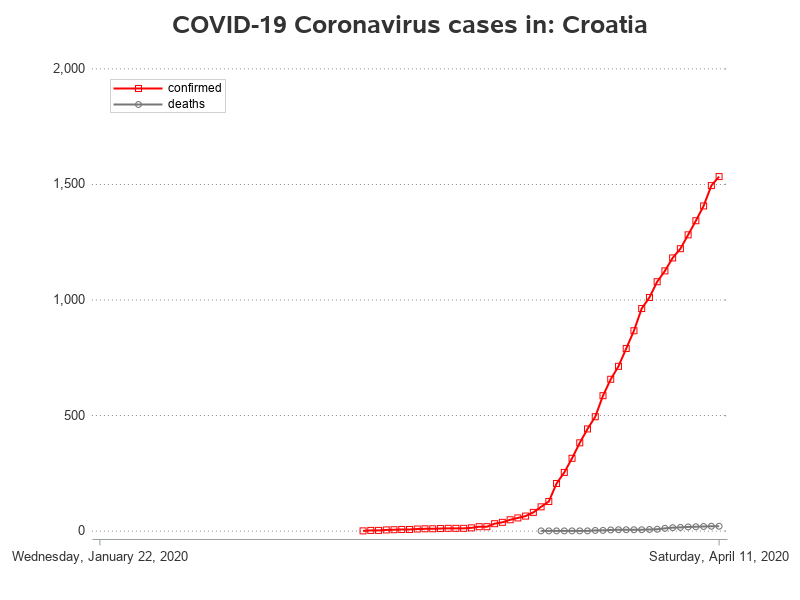 COVID-19 Coronavirus cases in: Croatia
2,000
confirmed
deaths
1,500
1,000
500
0
Wednesday, January 22, 2020
Saturday, April 11, 2020